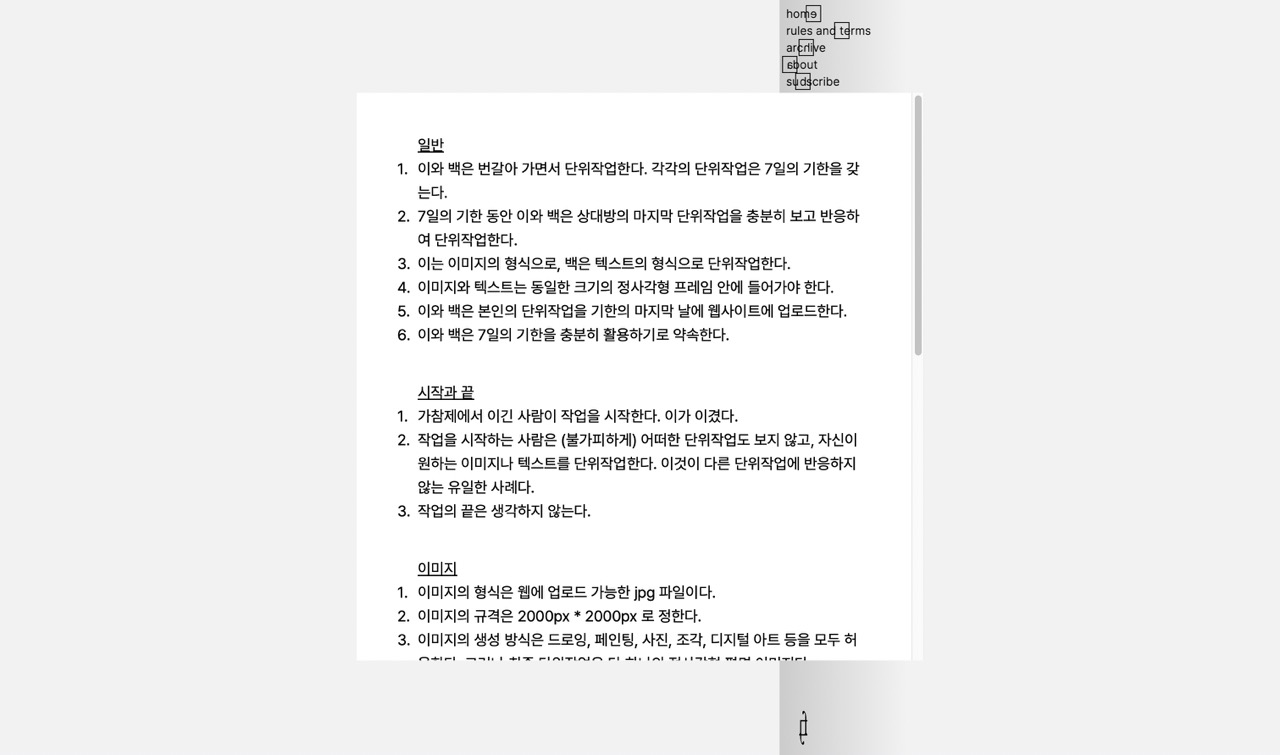 home
rules and terms
archive
about
subscribe
일반
1. 이와 백은 번갈아 가면서 단위작업한다. 각각의 단위작업은 7일의 기한을 갖
는다.
2. 7일의 기한 동안 이와 백은 상대방의 마지막 단위작업을 충분히 보고 반응하
여 단위작업한다.
3. 이는 이미지의 형식으로, 백은 텍스트의 형식으로 단위작업한다.
4. 이미지와 텍스트는 동일한 크기의 정사각형 프레임 안에 들어가야 한다.
5. 이와 백은 본인의 단위작업을 기한의 마지막 날에 웹사이트에 업로드한다.
6. 이와 백은 7일의 기한을 충분히 활용하기로 약속한다.
시작과 끝
1. 가참제에서 이긴 사람이 작업을 시작한다. 이가 이겼다.
2. 작업을 시작하는 사람은 (불가피하게) 어떠한 단위작업도 보지 않고, 자신이
원하는 이미지나 텍스트를 단위작업한다. 이것이 다른 단위작업에 반응하지
않는 유일한 사례다.
3. 작업의 끝은 생각하지 않는다.
이미지
1. 이미지의 형식은 웹에 업로드 가능한 jpg 파일이다.
2. 이미지의 규격은 2000px * 2000px 로 정한다.
3. 이미지의 생성 방식은 드로잉, 페인팅, 사진, 조각, 디지털 아트 등을 모두 허